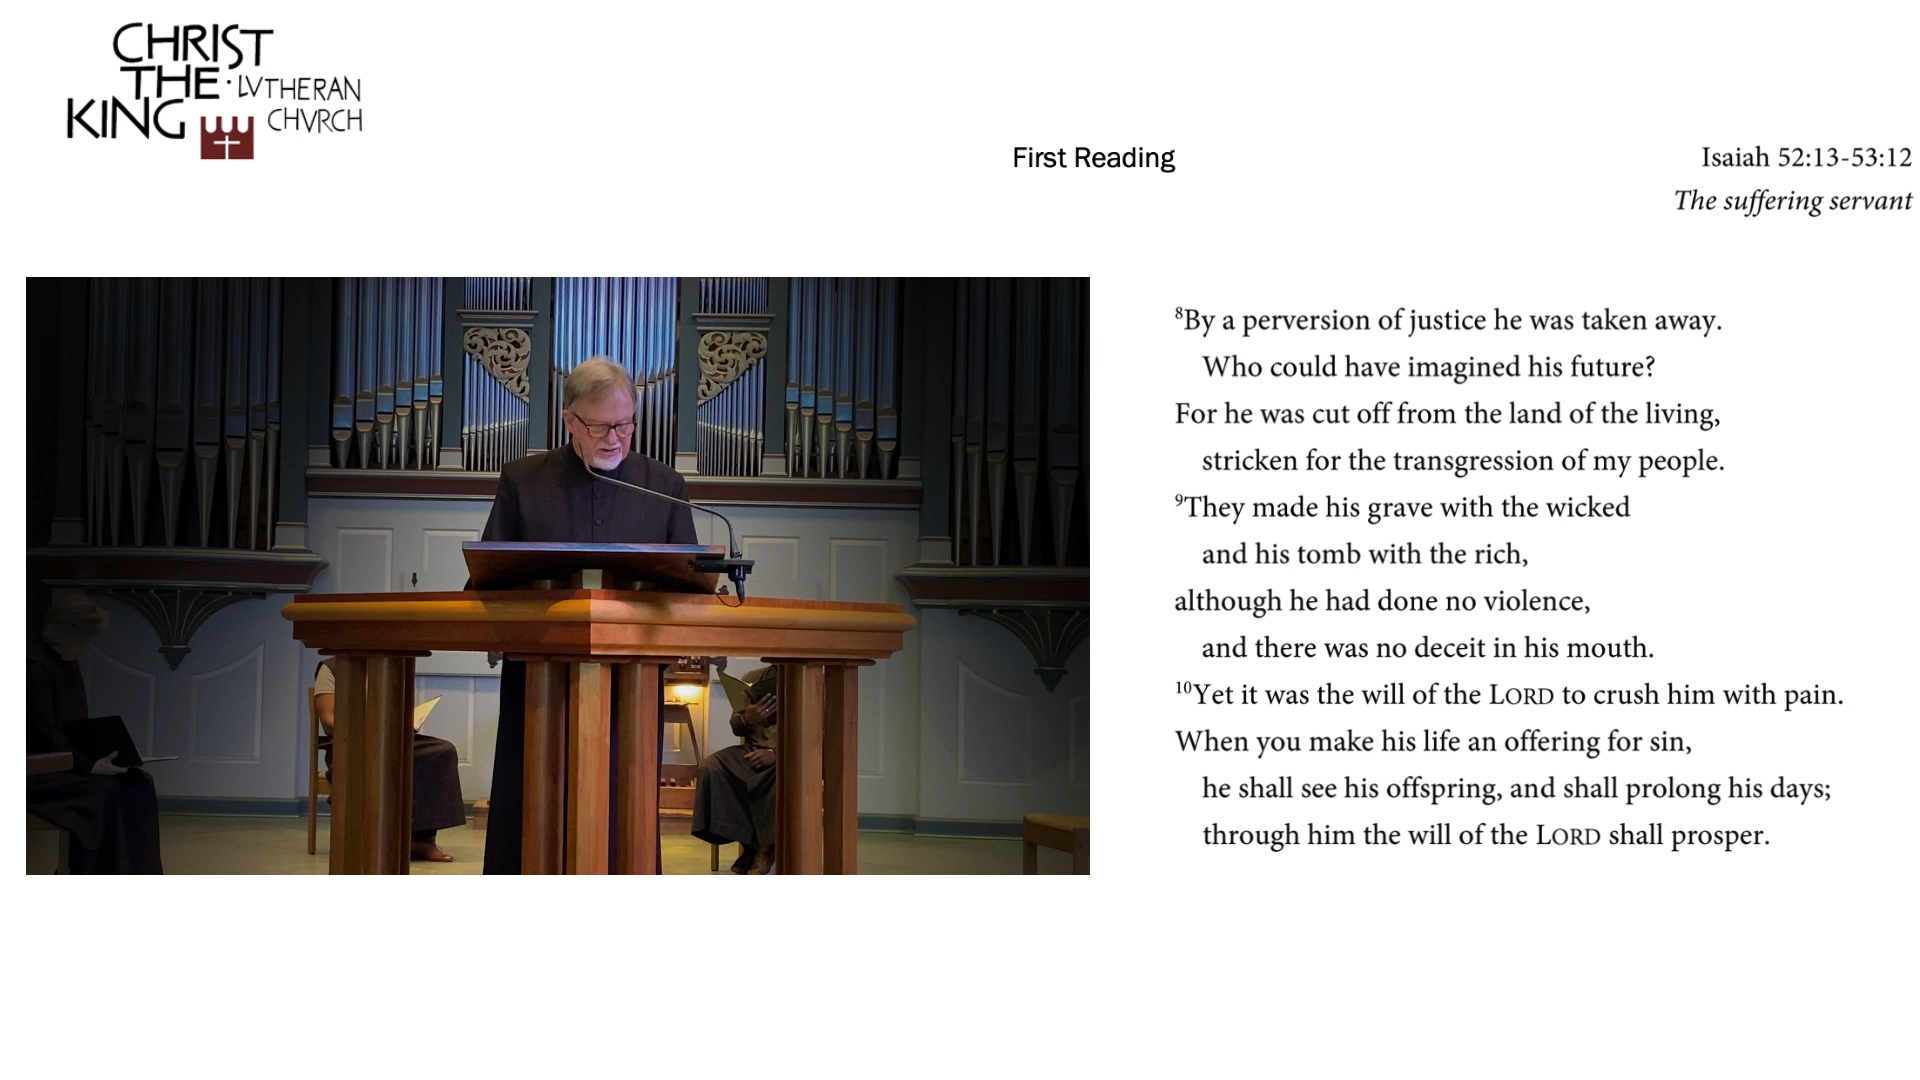 CHRIST
THE · LVTHERAN
KING CHVRCH
First Reading
Isaiah 52:13-53:12
The suffering servant
⁸By a perversion of justice he was taken away.
Who could have imagined his future?
For he was cut off from the land of the living,
stricken for the transgression of my people.
⁹They made his grave with the wicked
and his tomb with the rich,
although he had done no violence,
and there was no deceit in his mouth.
¹⁰Yet it was the will of the LORD to crush him with pain.
When you make his life an offering for sin,
he shall see his offspring, and shall prolong his days;
through him the will of the LORD shall prosper.